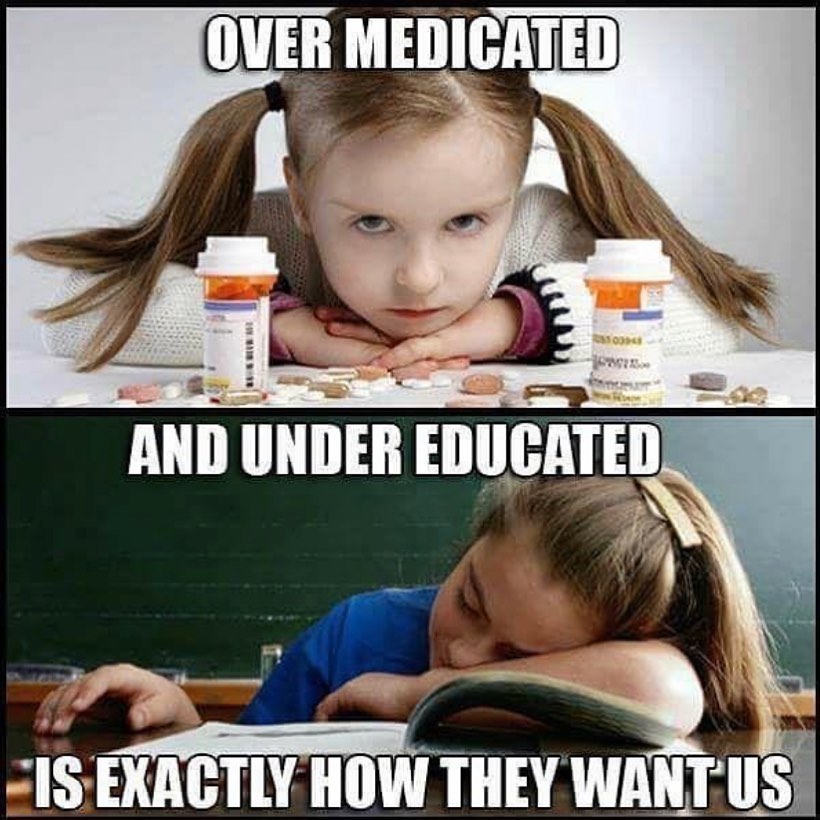 OVER MEDICATED
AND UNDER EDUCATED
IS EXACTLY HOW THEY WANT US